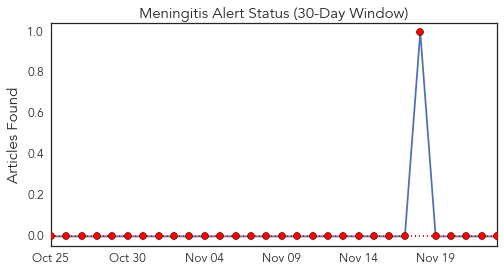 Meningitis Alert Status (30-Day Window)
Articles Found
1.0
0.8
0.6
0.4
0.2
0.0
Oct 25 Oct 30 Nov 04 Nov 09 Nov 14 Nov 19